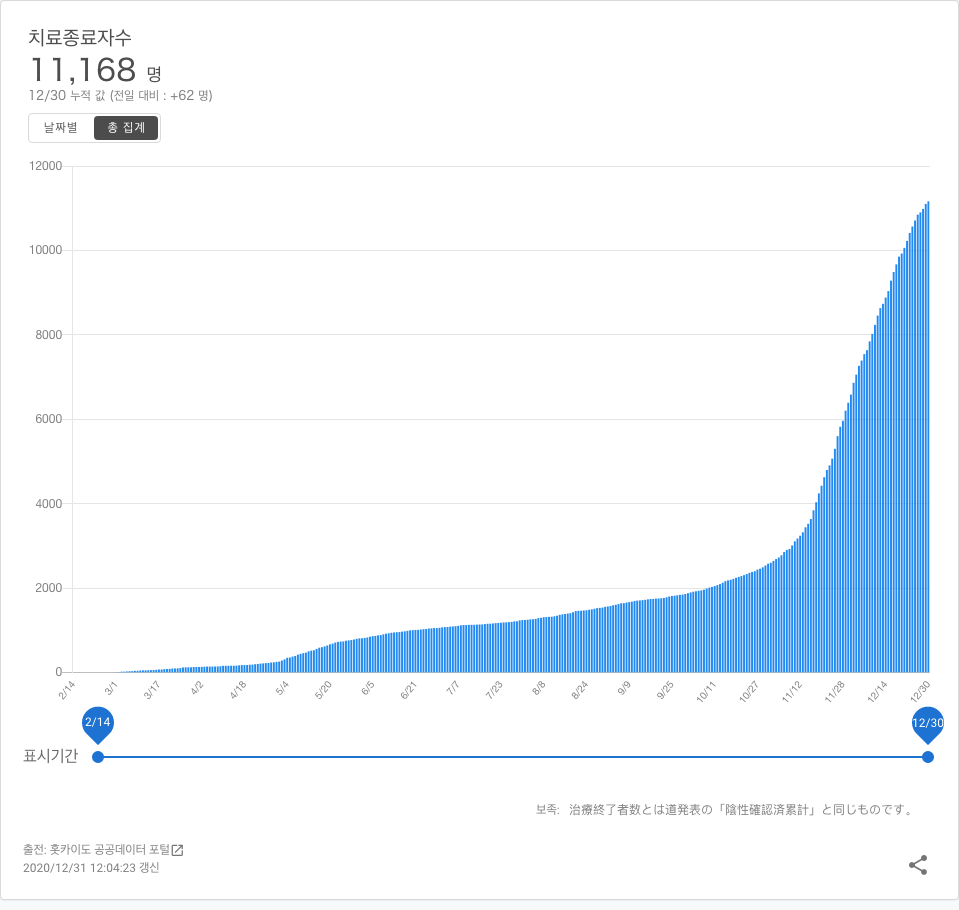 치료종료자수
11,168 명
12/30 누적 값 (전일 대비 : +62 명)
날짜별 총 집계
12000
10000
8000
6000
4000
2000
0
2/14 3/1 3/17 4/2 4/18 5/4 5/20 6/5 6/21 7/7 7/23 8/8 8/24 9/9 9/25 10/11 10/27 11/12 11/28 12/14 12/30
2/14 12/30
표시기간
보족: 治療終了者数とは道発表の「陰性確認済累計」と同じものです。
출전: 홋카이도 공공데이터 포털
2020/12/31 12:04:23 갱신